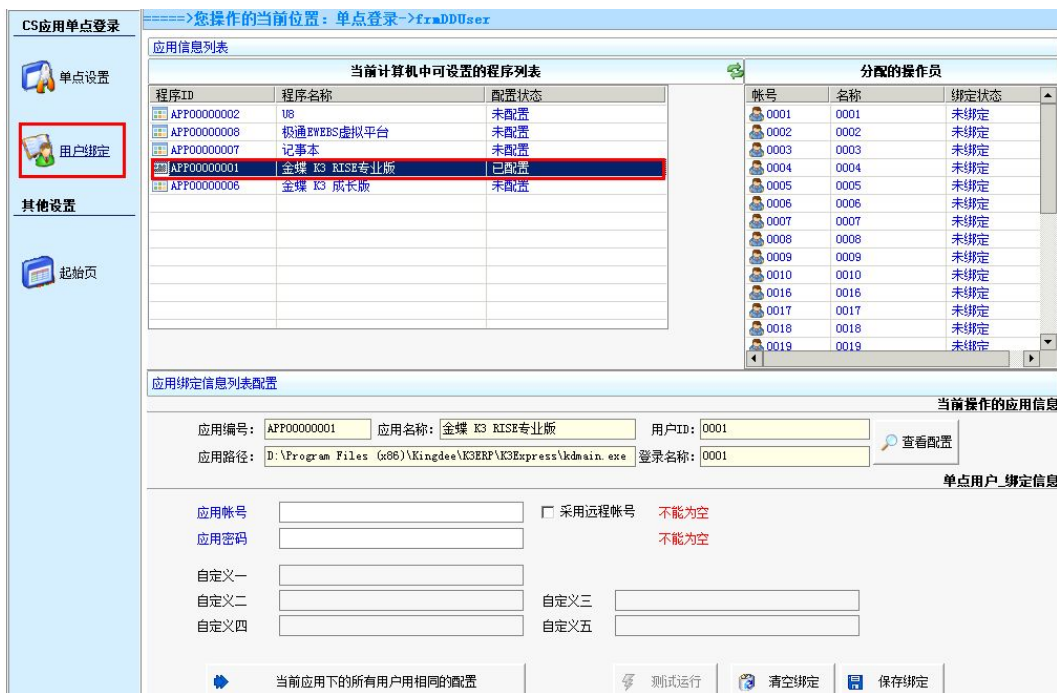 CS应用单点登录
单点设置
用户绑定
其他设置
起始页
=====>您操作的当前位置: 单点登录->frmDDUser
应用信息列表
当前计算机中可设置的程序列表
程序ID 程序名称 配置状态
APP00000002 U8 未配置
APP00000008 极通EWEBS虚拟平台 未配置
APP00000007 记事本 未配置
APP00000001 金蝶 K3 RISE专业版 已配置
APP00000006 金蝶 K3 成长版 未配置
分配的操作员
帐号 名称 绑定状态
0001 0001 未绑定
0002 0002 未绑定
0003 0003 未绑定
0004 0004 未绑定
0005 0005 未绑定
0006 0006 未绑定
0007 0007 未绑定
0008 0008 未绑定
0009 0009 未绑定
0010 0010 未绑定
0016 0016 未绑定
0017 0017 未绑定
0018 0018 未绑定
0019 0019 未绑定
应用绑定信息列表配置
当前操作的应用信息
应用编号: APP00000001 应用名称: 金蝶 K3 RISE专业版 用户ID: 0001
查看配置
应用路径: D:\Program Files (x86)\Kingdee\K3ERP\K3Express\kdmain.exe 登录名称: 0001
单点用户_绑定信息
应用帐号 采用远程帐号 不能为空
应用密码 不能为空
自定义一
自定义二 自定义三
自定义四 自定义五
当前应用下的所有用户用相同的配置 测试运行 清空绑定 保存绑定